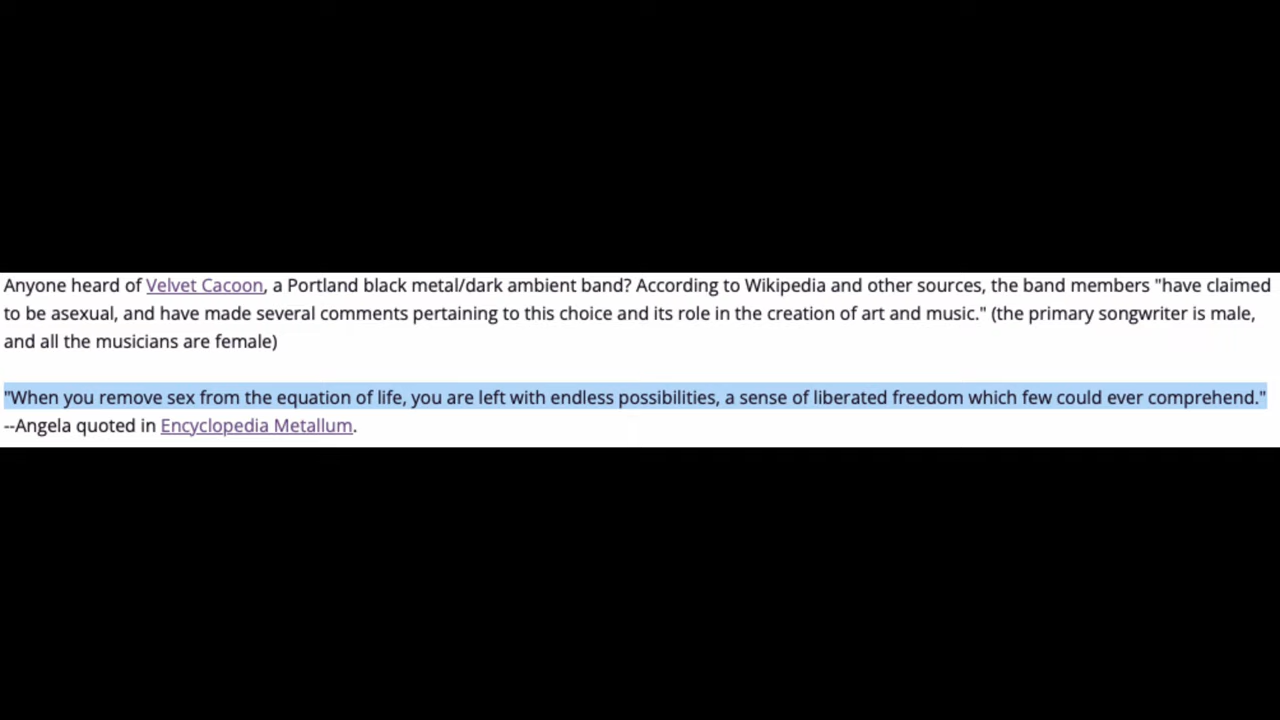 Anyone heard of Velvet Cacoon, a Portland black metal/dark ambient band? According to Wikipedia and other sources, the band members "have claimed
to be asexual, and have made several comments pertaining to this choice and its role in the creation of art and music." (the primary songwriter is male,
and all the musicians are female)
"When you remove sex from the equation of life, you are left with endless possibilities, a sense of liberated freedom which few could ever comprehend."
--Angela quoted in Encyclopedia Metallum.